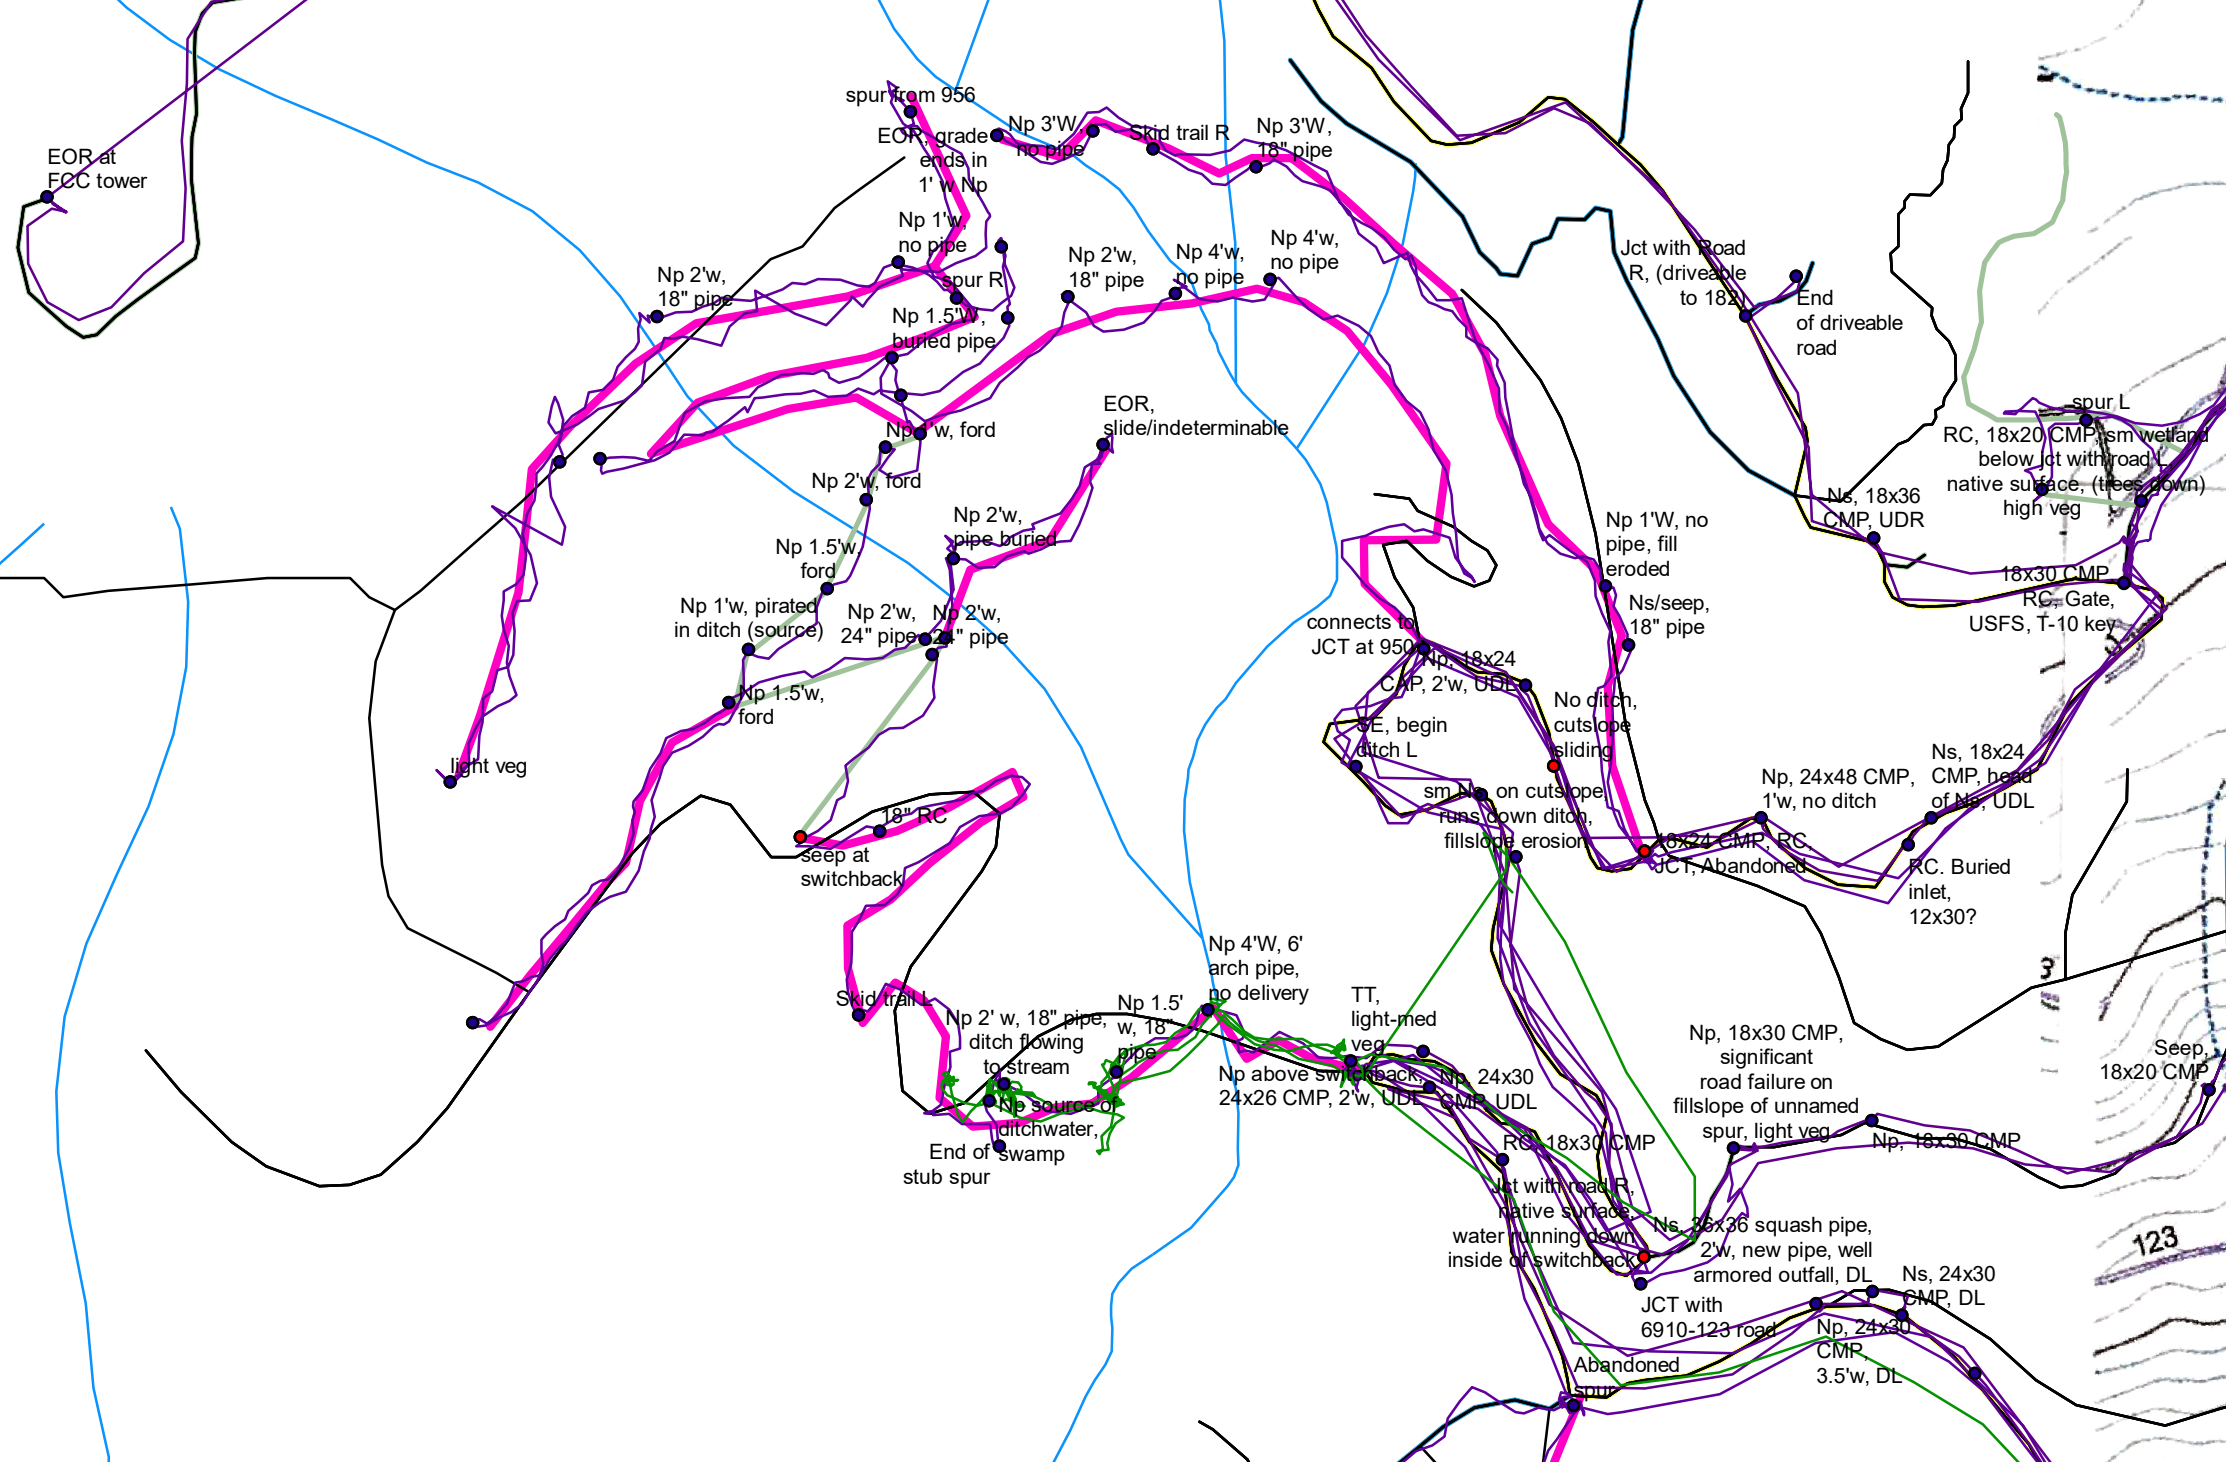 spur from 956
EOR, grade
ends in
1' w Np
Np 3'W,
no pipe
Skid trail R
Np 3'W,
18" pipe
EOR at
FCC tower
Np 1'w,
no pipe
Np 2'w,
18" pipe
spur R
Np 1.5'W,
buried pipe
Np 2'w,
18" pipe
Np 4'w,
no pipe
Np 4'w,
no pipe
Jct with Road
R, (driveable
to 182)
End
of driveable
road
EOR,
slide/indeterminable
Np 1'w, ford
Np 2'w, ford
spur L
RC, 18x20 CMP, sm wetland
below jct with road L,
native surface, (trees down)
high veg
Ns, 18x36
CMP, UDR
Np 2'w,
pipe buried
Np 1.5'w,
ford
Np 1'W, no
pipe, fill
eroded
18x30 CMP
RC, Gate,
USFS, T-10 key
Np 1'w, pirated
in ditch (source)
Np 2'w,
24" pipe
Np 2'w,
24" pipe
Ns/seep,
18" pipe
connects to
JCT at 950
Np, 18x24
CAP, 2'w, UDL
Np 1.5'w,
ford
No ditch,
cutslope
sliding
SE, begin
ditch L
light veg
sm Ns, on cutslope,
runs down ditch,
fillslope erosion
Np, 24x48 CMP,
1'w, no ditch
Ns, 18x24
CMP, head
of Ns, UDL
18" RC
seep at
switchback
18x24 CMP, RC,
JCT, Abandoned
RC. Buried
inlet,
12x30?
Np 4'W, 6'
arch pipe,
no delivery
3
Skid trail L
Np 2' w, 18" pipe,
ditch flowing
to stream
Np 1.5'
w, 18"
pipe
TT,
light-med
veg
Np above switchback,
24x26 CMP, 2'w, UDL
Np, 24x30
CMP, UDL
Np, 18x30 CMP,
significant
road failure on
fillslope of unnamed
spur, light veg
Seep,
18x20 CMP
Np source of
ditchwater,
swamp
End of
stub spur
RC, 18x30 CMP
Np, 18x30 CMP
Jct with road R,
native surface,
water running down
inside of switchback
Ns, 36x36 squash pipe,
2'w, new pipe, well
armored outfall, DL
123
JCT with
6910-123 road
Ns, 24x30
CMP, DL
Np, 24x30
CMP,
3.5'w, DL
Abandoned
spur